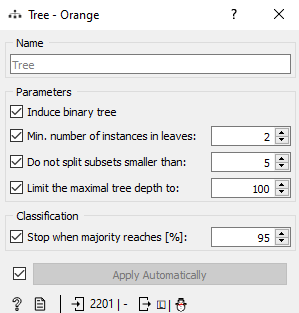 Tree - Orange ? X
Name
Tree
Parameters
Induce binary tree
Min. number of instances in leaves: 2
Do not split subsets smaller than: 5
Limit the maximal tree depth to: 100
Classification
Stop when majority reaches [%]: 95
Apply Automatically
? 2201 | - |